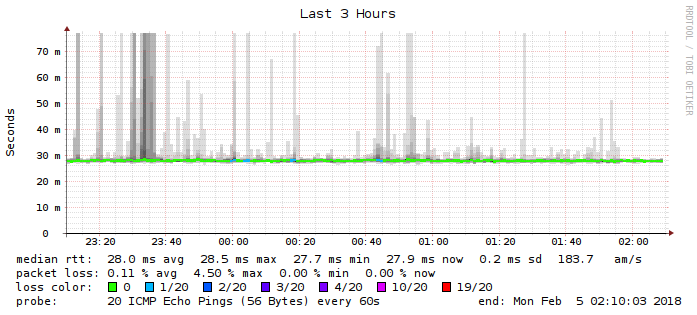 Last 3 Hours
RRDTOOL / TOBI OETIKER
Seconds
70 m
60 m
50 m
40 m
30 m
20 m
10 m
0
23:20 23:40 00:00 00:20 00:40 01:00 01:20 01:40 02:00
median rtt: 28.0 ms avg 28.5 ms max 27.7 ms min 27.9 ms now 0.2 ms sd 183.7 am/s
packet loss: 0.11 % avg 4.50 % max 0.00 % min 0.00 % now
loss color: 0 1/20 2/20 3/20 4/20 10/20 19/20
probe: 20 ICMP Echo Pings (56 Bytes) every 60s end: Mon Feb 5 02:10:03 2018